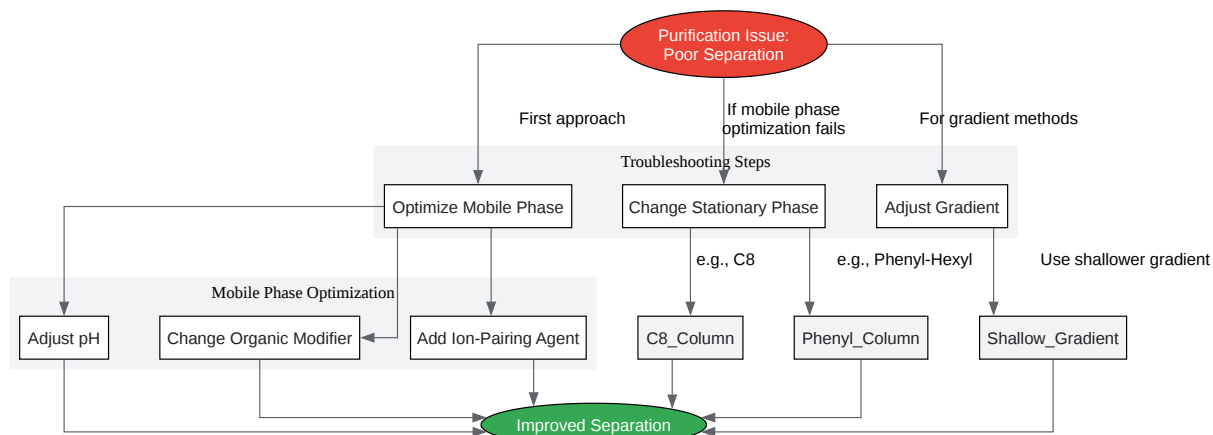 Purification Issue:
Poor Separation
First approach
If mobile phase
optimization fails
For gradient methods
Troubleshooting Steps
Optimize Mobile Phase
Change Stationary Phase
Adjust Gradient
e.g., C8
e.g., Phenyl-Hexyl
Use shallower gradient
Mobile Phase Optimization
Adjust pH
Change Organic Modifier
Add Ion-Pairing Agent
C8_Column
Phenyl_Column
Shallow_Gradient
Improved Separation